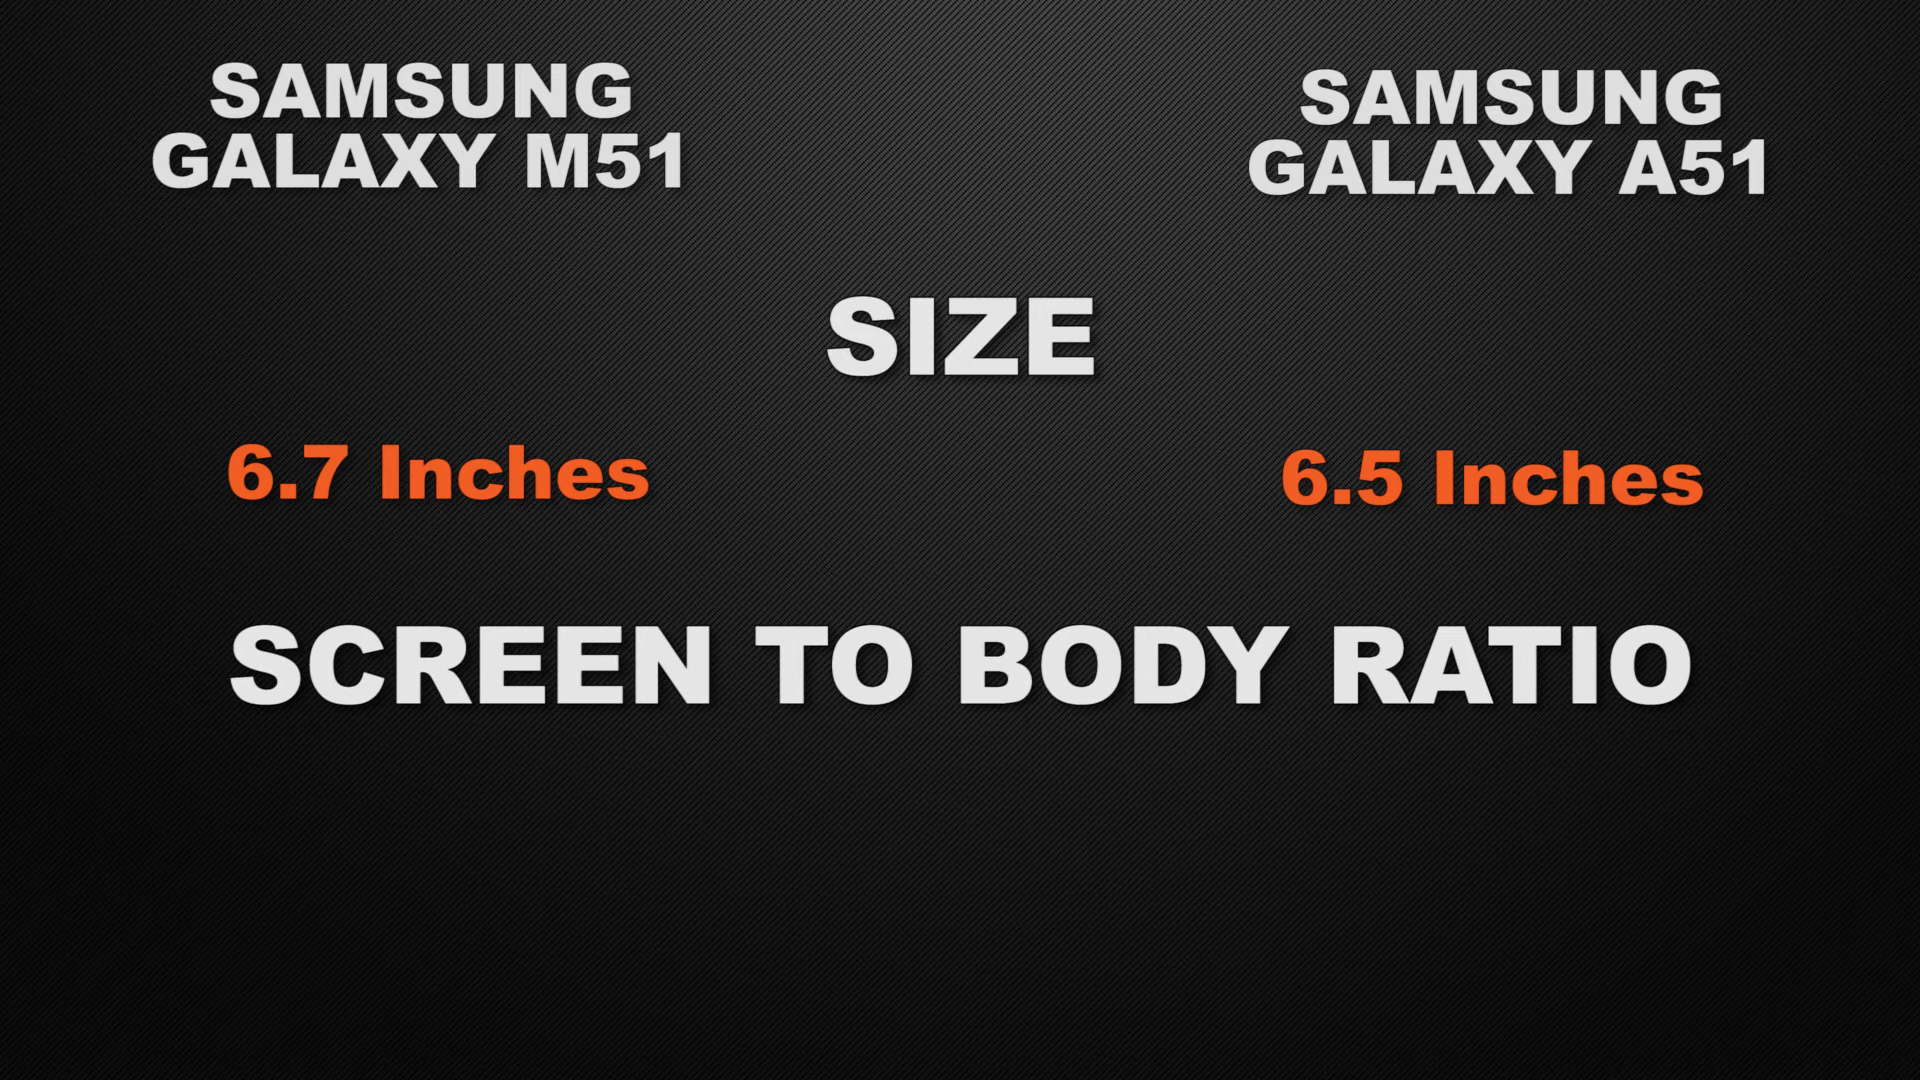 SAMSUNG
GALAXY M51
SAMSUNG
GALAXY A51
SIZE
6.7 Inches
6.5 Inches
SCREEN TO BODY RATIO